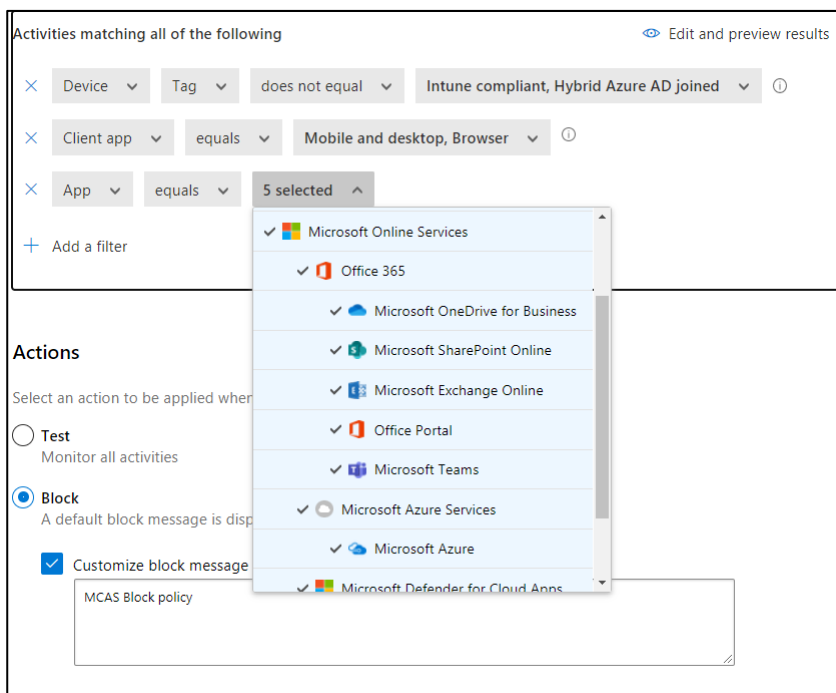 Activities matching all of the following
Edit and preview results
Device Tag does not equal Intune compliant, Hybrid Azure AD joined
Client app equals Mobile and desktop, Browser
App equals 5 selected
Microsoft Online Services
Office 365
Microsoft OneDrive for Business
Microsoft SharePoint Online
Microsoft Exchange Online
Office Portal
Microsoft Teams
Microsoft Azure Services
Microsoft Azure
Microsoft Defender for Cloud Apps
Add a filter
Actions
Select an action to be applied when
Test
Monitor all activities
Block
A default block message is disp
Customize block message
MCAS Block policy